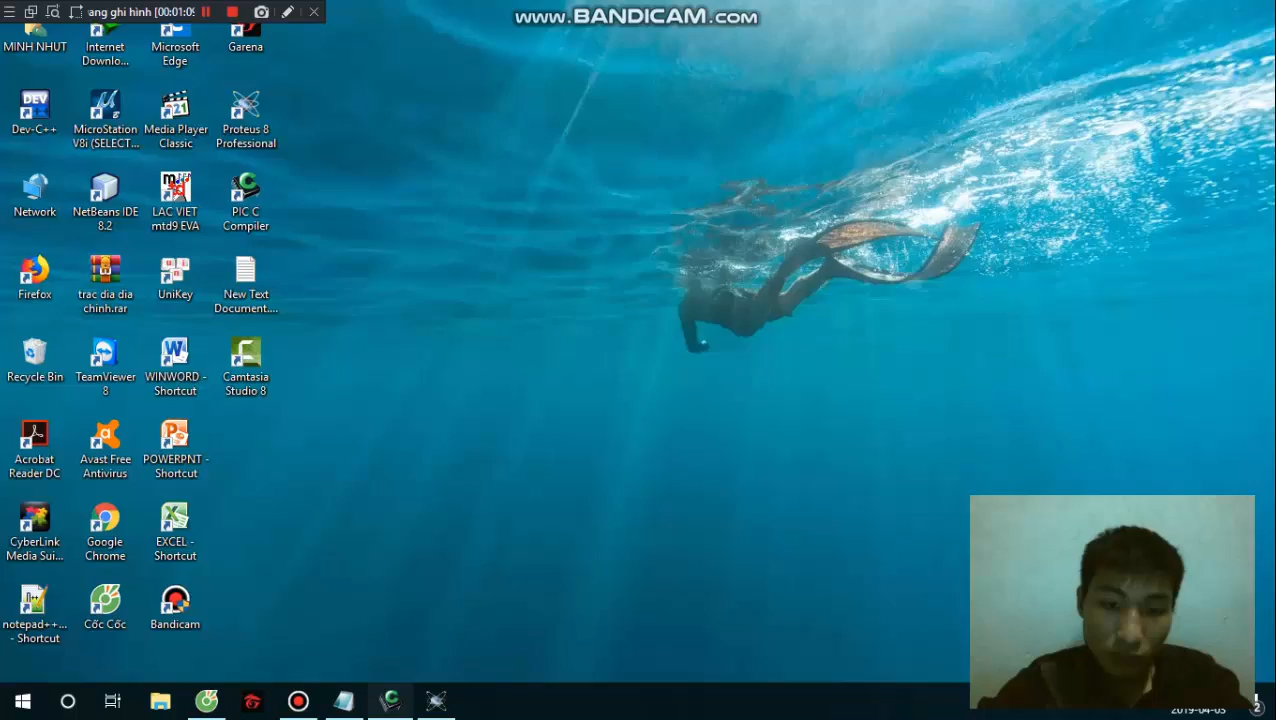 ang ghi hình [00:01:09
www.BANDICAM.com
MINH NHUT
Internet
Downlo...
Microsoft
Edge
Garena
Dev-C++
MicroStation
V8i (SELECT...
Media Player
Classic
Proteus 8
Professional
Network
NetBeans IDE
8.2
LAC VIET
mtd9 EVA
PIC C
Compiler
Firefox
trac dia dia
chinh.rar
UniKey
New Text
Document....
Recycle Bin
TeamViewer
8
WINWORD -
Shortcut
Camtasia
Studio 8
Acrobat
Reader DC
Avast Free
Antivirus
POWERPNT -
Shortcut
CyberLink
Media Sui...
Google
Chrome
EXCEL -
Shortcut
notepad++...
- Shortcut
Cốc Cốc
Bandicam
2019-04-03
2